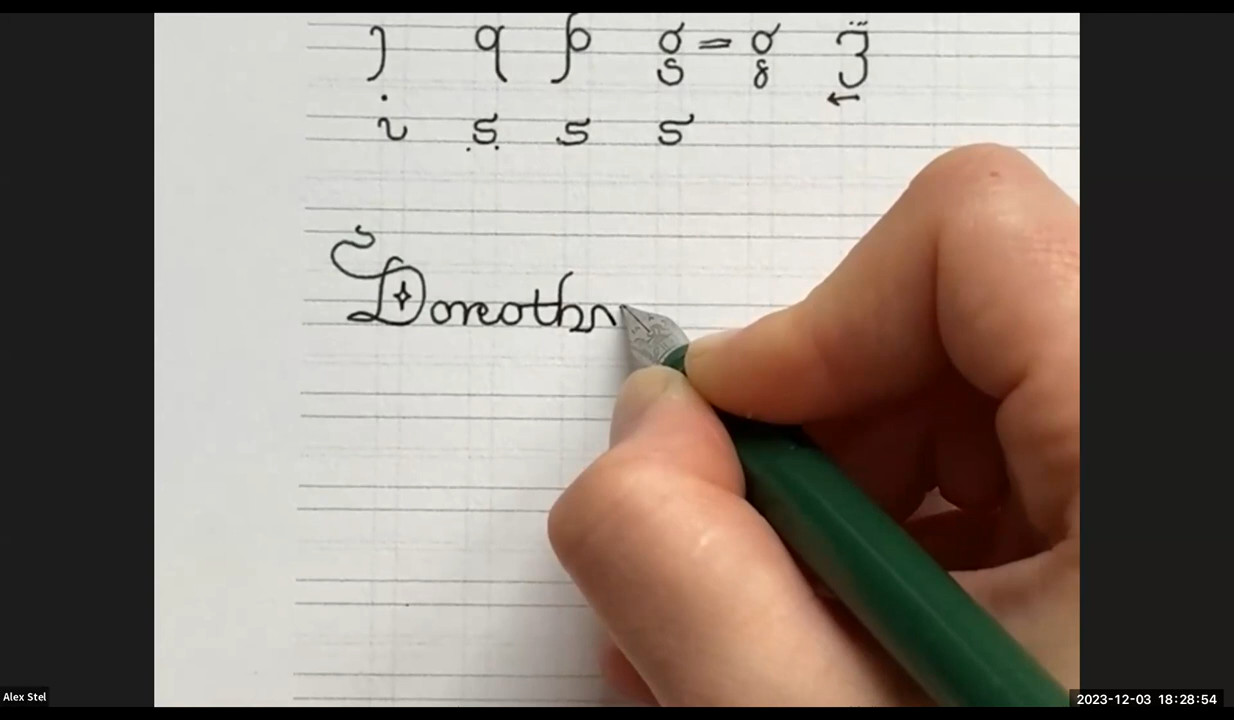 j q p g = g z
i s s s
Dorothy
Alex Stel
2023-12-03 18:28:54